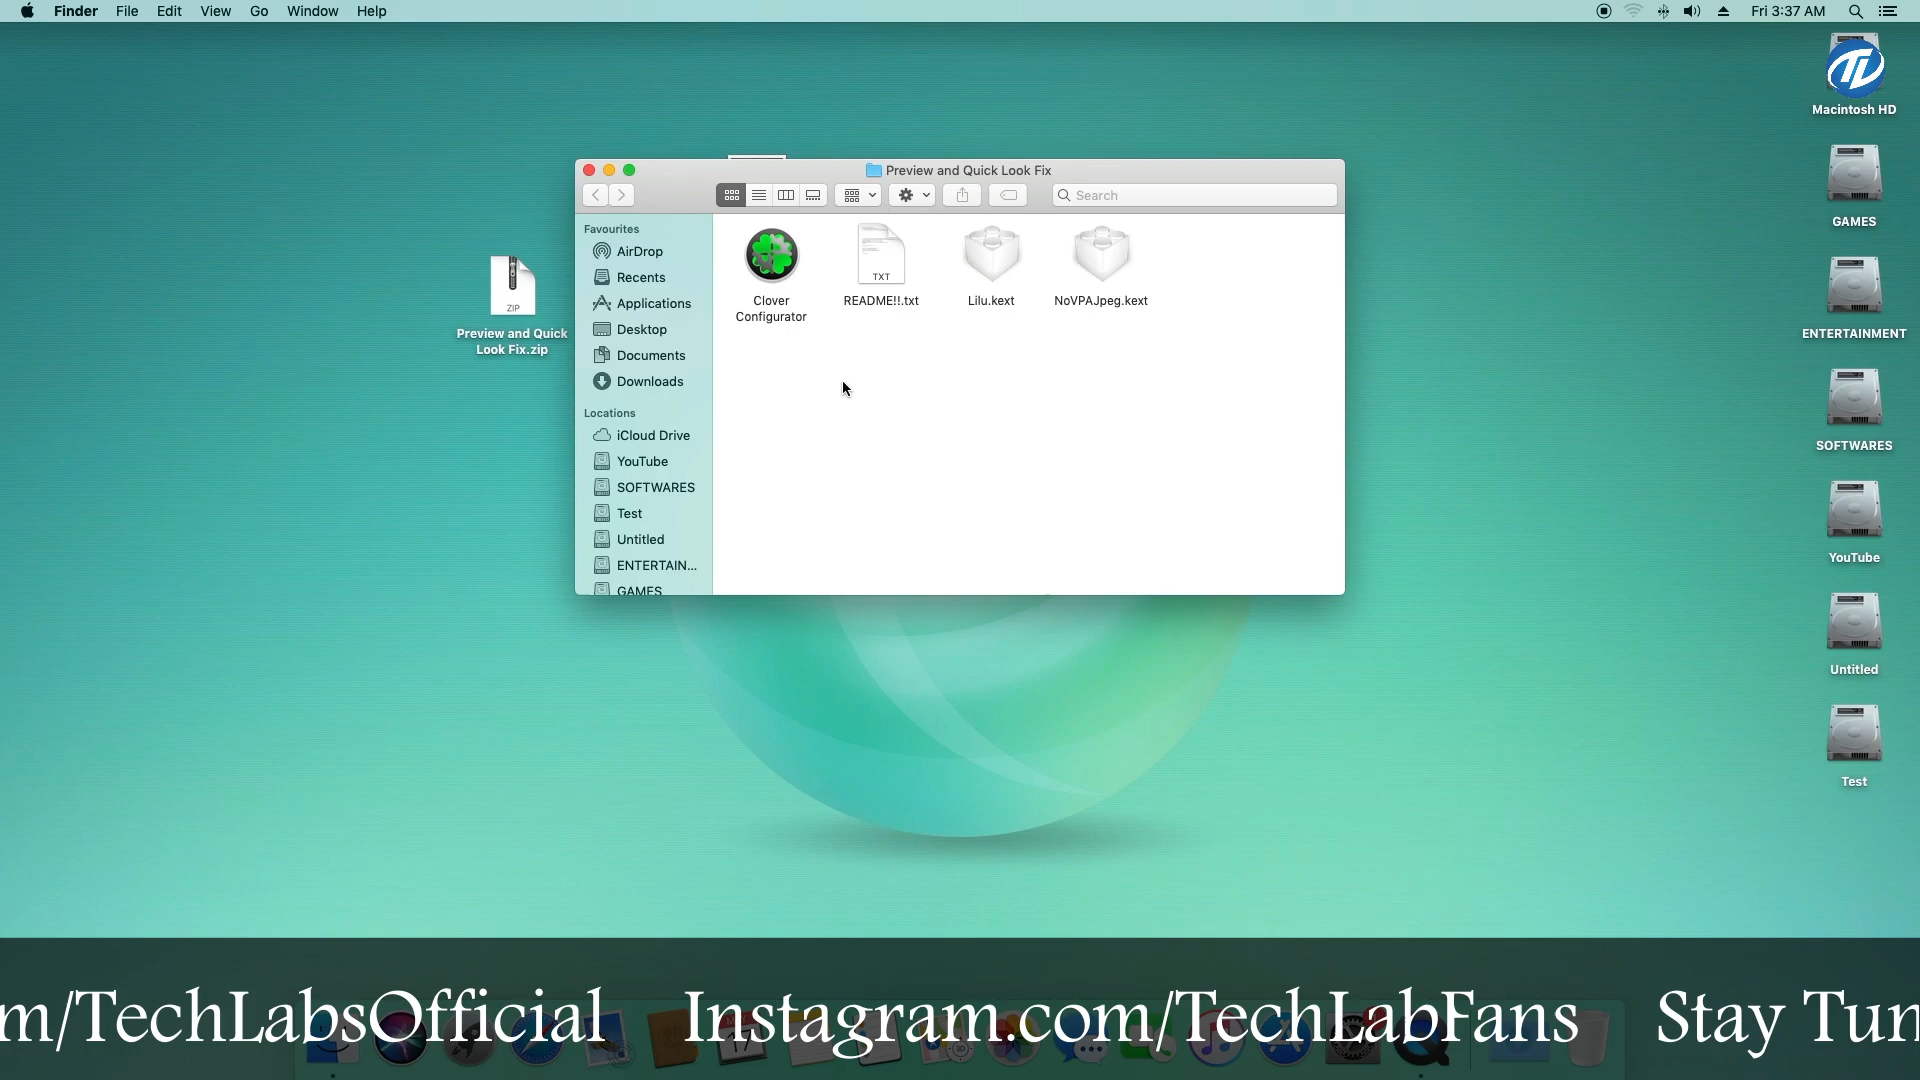 Finder File Edit View Go Window Help Fri 3:37 AM
Macintosh HD
GAMES
ENTERTAINMENT
SOFTWARES
YouTube
Untitled
Test
Preview and Quick
Look Fix.zip
ZIP
Preview and Quick Look Fix
Search
Favourites
AirDrop
Recents
Applications
Desktop
Documents
Downloads
Locations
iCloud Drive
YouTube
SOFTWARES
Test
Untitled
ENTERTAIN...
GAMES
Clover
Configurator
TXT
README!!.txt
Lilu.kext
NoVPAJpeg.kext
m/TechLabsOfficial Instagram.com/TechLabFans Stay Tun
17